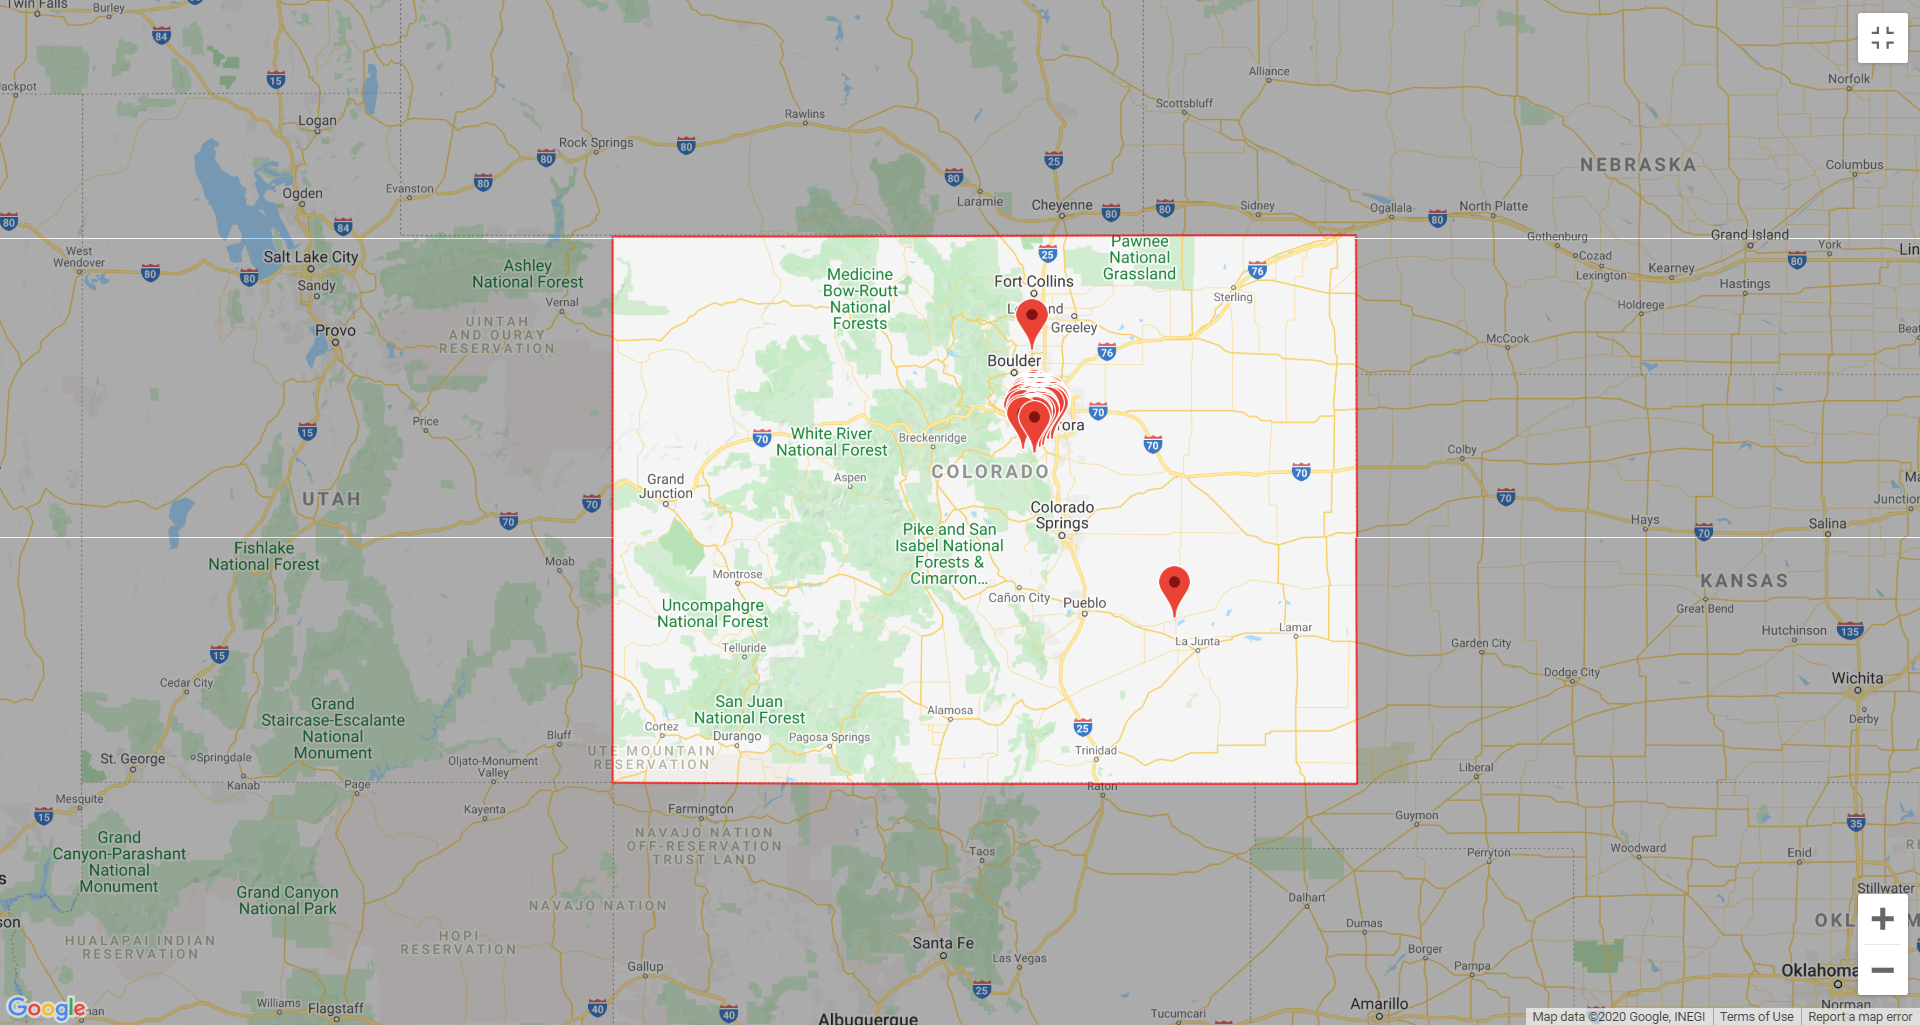 Twin Falls
Burley
84
15
Jackpot
Logan
Rawlins
Rock Springs
80
80
80
Evanston
80
Ogden
84
80
West
Wendover
Salt Lake City
Sandy
80
80
Ashley
National Forest
Vernal
Provo
UINTAH
AND OURAY
RESERVATION
Price
15
UTAH
70
70
Fishlake
National Forest
Moab
15
Cedar City
Grand
Staircase-Escalante
National
Monument
Bluff
St. George
Springdale
Kanab
Page
Oljato-Monument
Valley
Mesquite
15
Kayenta
Grand
Canyon-Parashant
National
Monument
Grand Canyon
National Park
HUALAPAI INDIAN
RESERVATION
HOPI
RESERVATION
NAVAJO NATION
Williams
Flagstaff
Google
Alliance
Scottsbluff
25
Norfolk
NEBRASKA
Columbus
Laramie
Cheyenne
80
80
Sidney
Ogallala
80
North Platte
Gothenburg
Grand Island
York
Cozad
Lexington
Kearney
80
Hastings
Holdrege
McCook
Medicine
Bow-Routt
National
Forests
25
Pawnee
National
Grassland
76
Sterling
Fort Collins
Greeley
76
Boulder
70
70
White River
National Forest
Breckenridge
70
70
Grand
Junction
Aspen
COLORADO
Colorado
Springs
Pike and San
Isabel National
Forests &
Cimarron...
Montrose
Cañon City
Pueblo
Uncompahgre
National Forest
La Junta
Lamar
Telluride
San Juan
National Forest
Alamosa
Cortez
Durango
Pagosa Springs
25
UTE MOUNTAIN
RESERVATION
Trinidad
Raton
Farmington
NAVAJO NATION
OFF-RESERVATION
TRUST LAND
Taos
Santa Fe
Las Vegas
Gallup
25
40
40
Albuquerque
Colby
70
Hays
70
Salina
Junction
KANSAS
Great Bend
Hutchinson
135
Garden City
Dodge City
Wichita
Derby
Liberal
Guymon
35
Perryton
Woodward
Enid
Stillwater
Dalhart
Dumas
Borger
Pampa
Oklahoma
Norman
Amarillo
Tucumcari
Map data ©2020 Google, INEGI
Terms of Use
Report a map error